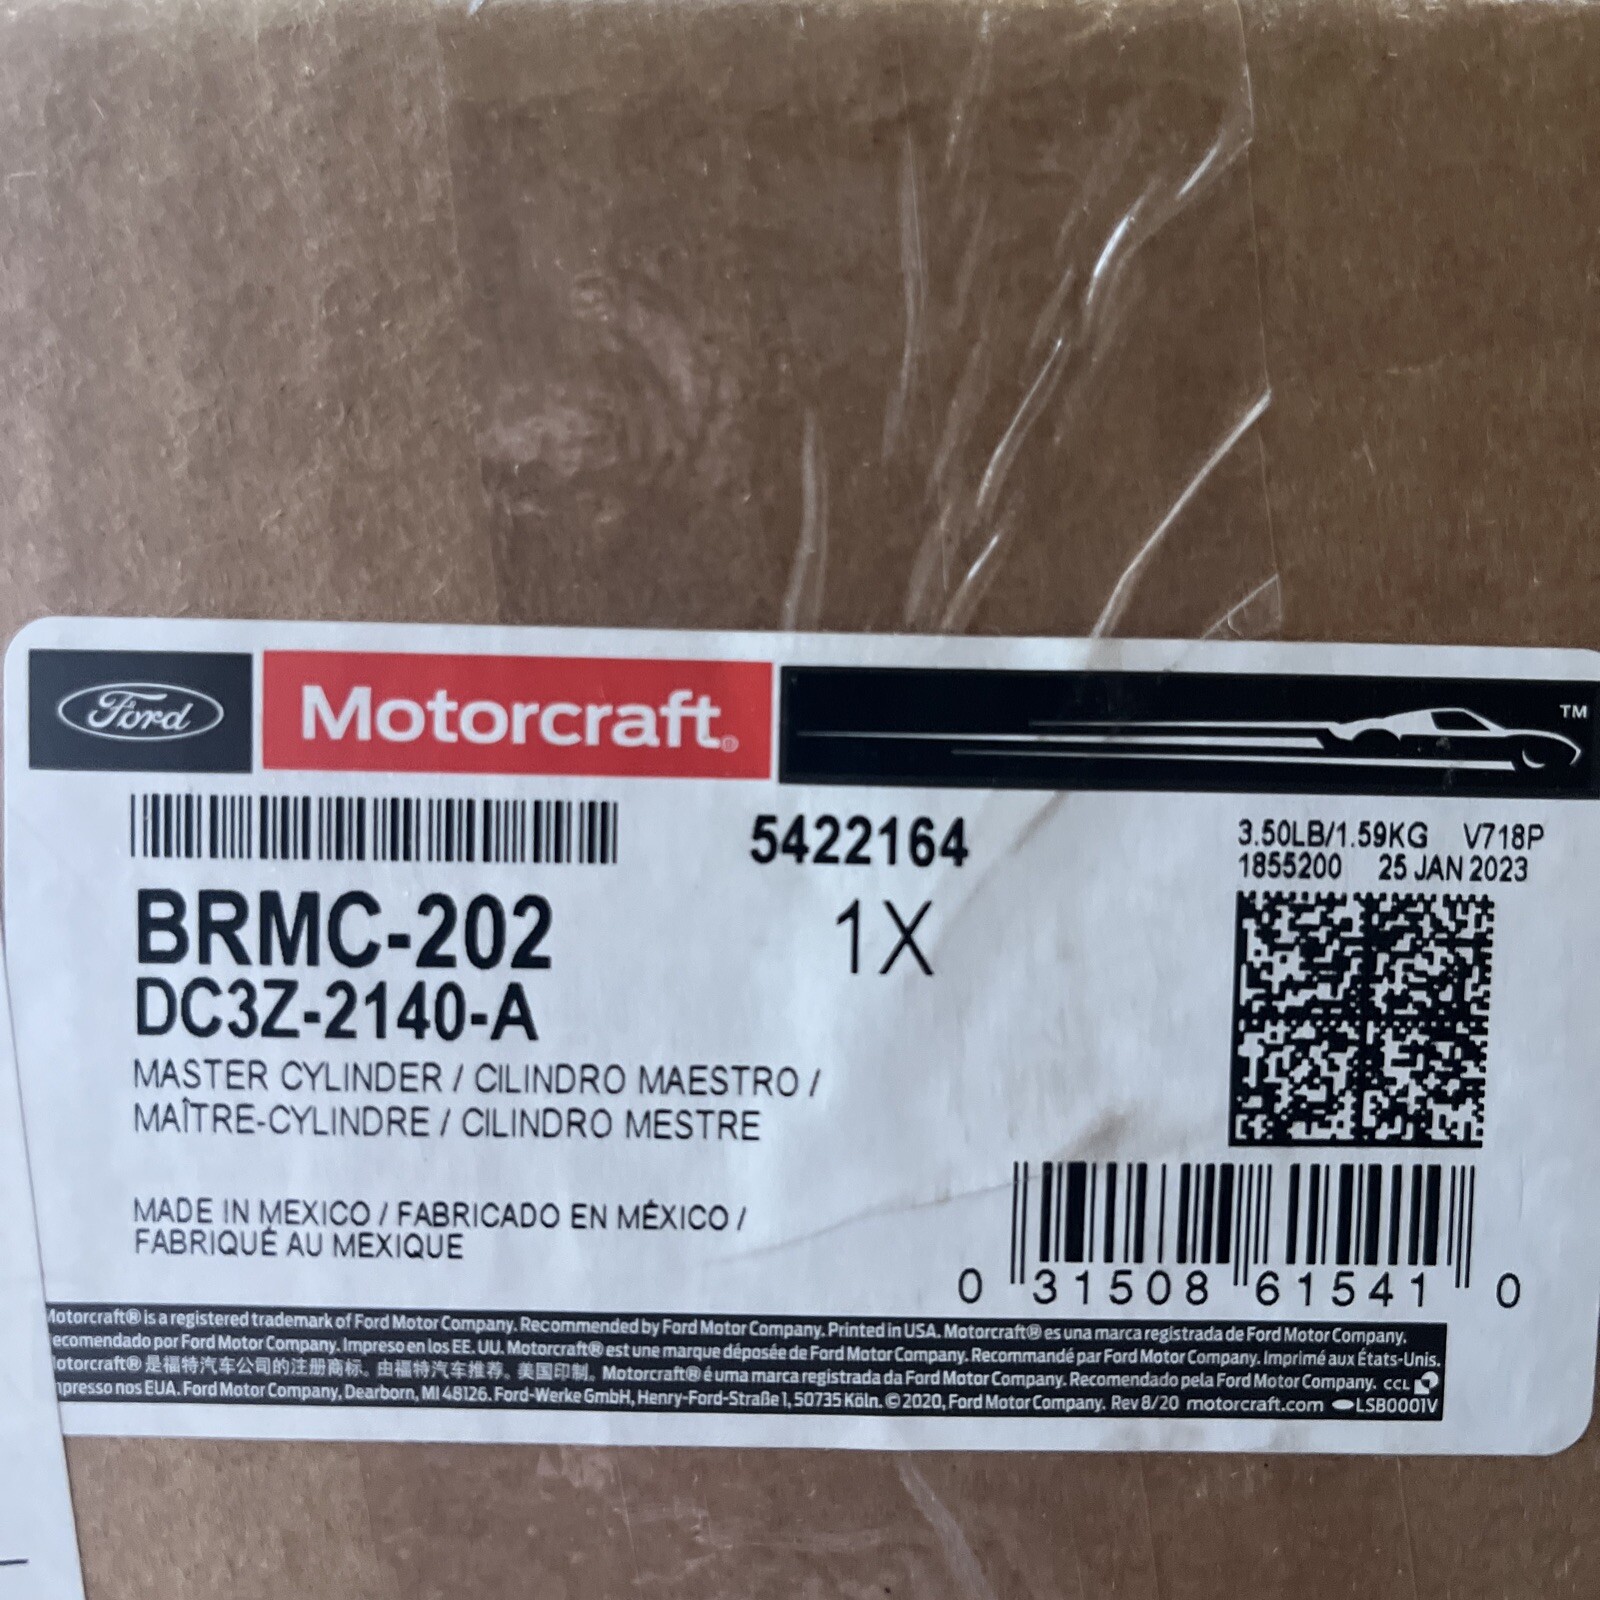 Ford
Motorcraft®
TM
5422164
3.50LB/1.59KG V718P
1855200 25 JAN 2023
BRMC-202
1X
DC3Z-2140-A
MASTER CYLINDER / CILINDRO MAESTRO /
MAÎTRE-CYLINDRE / CILINDRO MESTRE
MADE IN MEXICO / FABRICADO EN MÉXICO /
FABRIQUÉ AU MEXIQUE
0 31508 61541 0
Motorcraft® is a registered trademark of Ford Motor Company. Recommended by Ford Motor Company. Printed in USA. Motorcraft® es una marca registrada de Ford Motor Company.
ecomendado por Ford Motor Company. Impreso en los EE. UU. Motorcraft® est une marque déposée de Ford Motor Company. Recommandé par Ford Motor Company. Imprimé aux États-Unis.
otorcraft® 是福特汽车公司的注册商标。由福特汽车推荐。美国印制。Motorcraft® é uma marca registrada da Ford Motor Company. Recomendado pela Ford Motor Company. CCL
presso nos EUA. Ford Motor Company, Dearborn, MI 48126. Ford-Werke GmbH, Henry-Ford-Straße 1, 50735 Köln. © 2020, Ford Motor Company. Rev 8/20 motorcraft.com LSB0001V